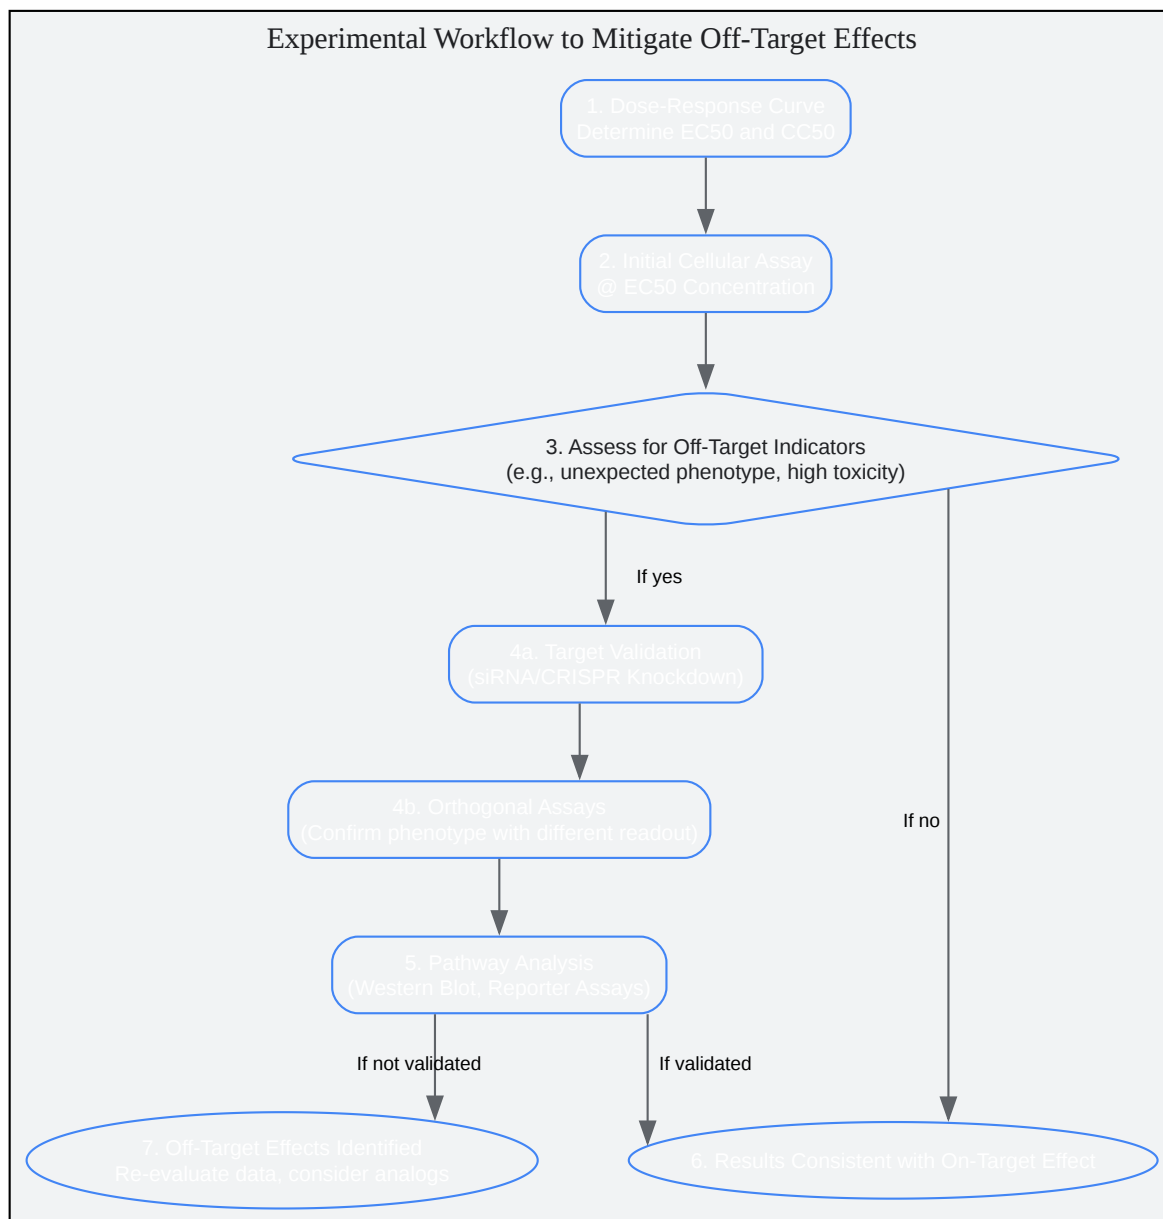 Experimental Workflow to Mitigate Off-Target Effects
1. Dose-Response Curve
Determine EC50 and CC50
2. Initial Cellular Assay
@ EC50 Concentration
3. Assess for Off-Target Indicators
(e.g., unexpected phenotype, high toxicity)
If yes
4a. Target Validation
(siRNA/CRISPR Knockdown)
4b. Orthogonal Assays
(Confirm phenotype with different readout)
If no
5. Pathway Analysis
(Western Blot, Reporter Assays)
If not validated
If validated
7. Off-Target Effects Identified
Re-evaluate data, consider analogs
6. Results Consistent with On-Target Effect